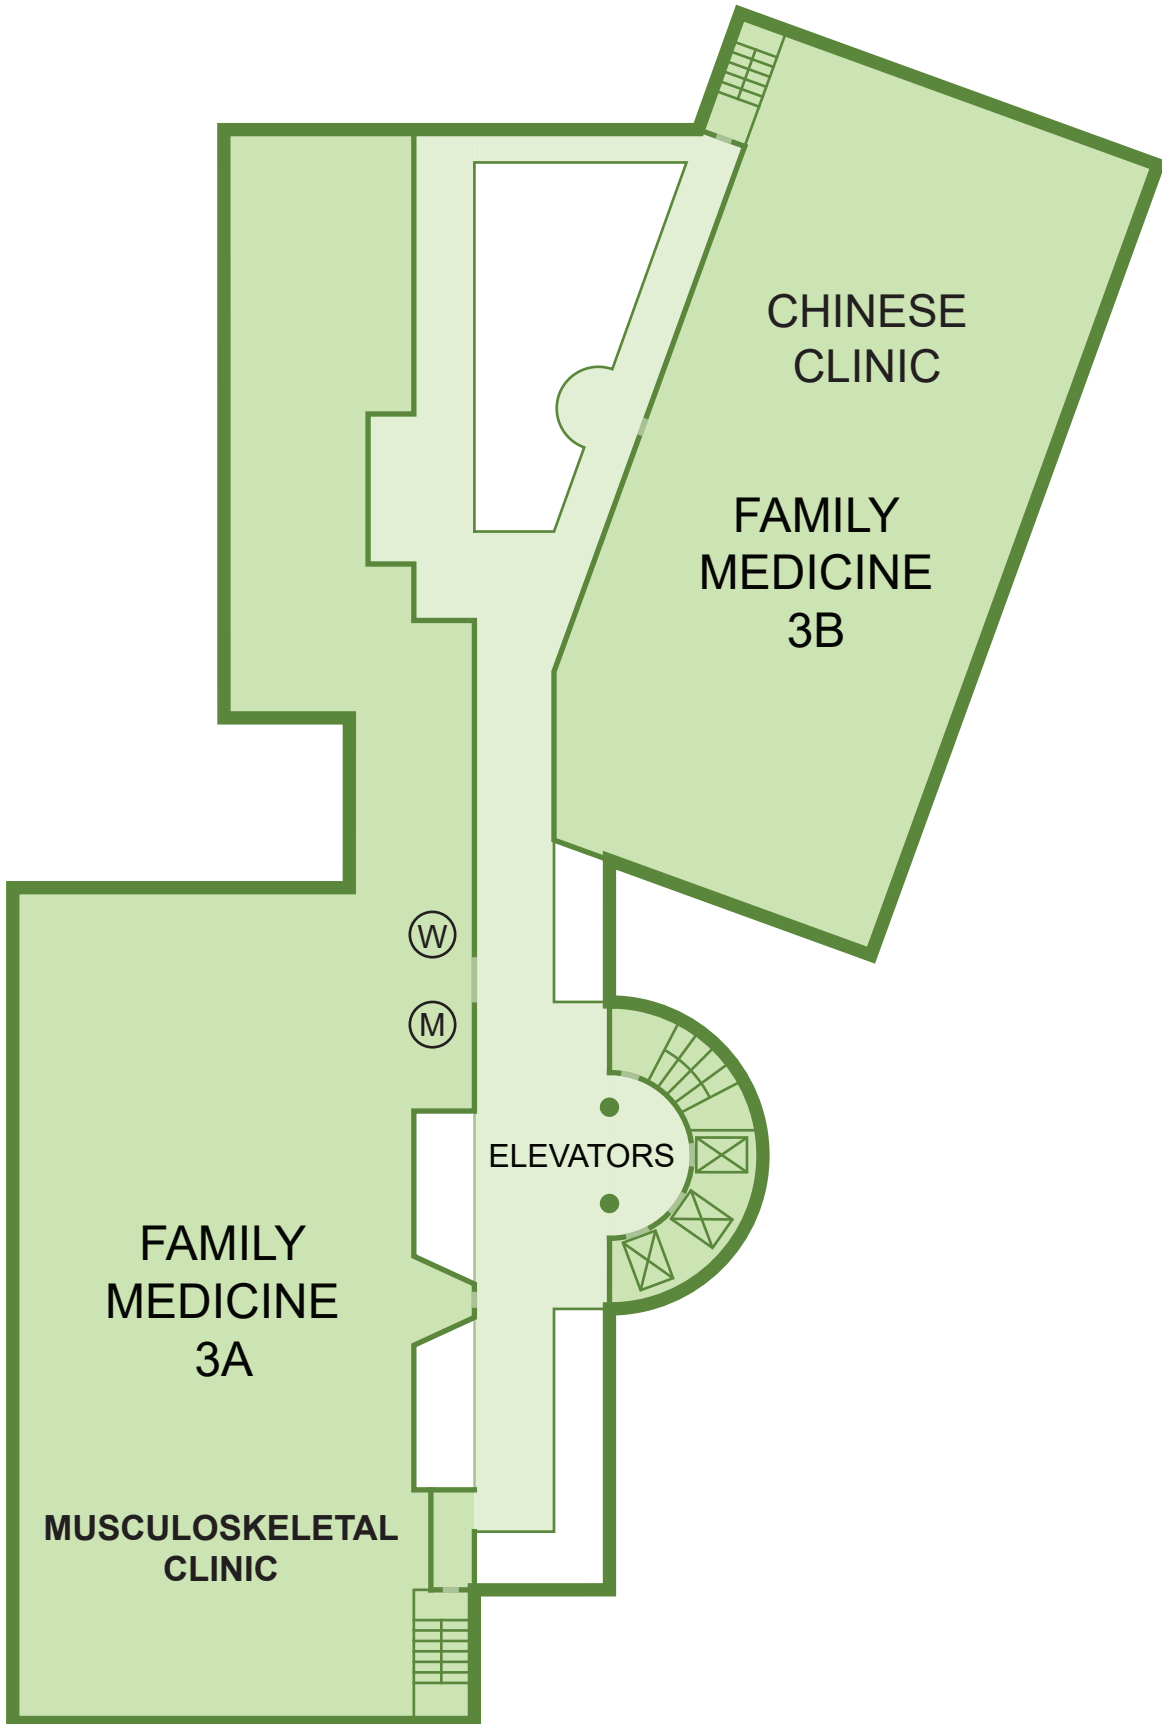 CHINESE
CLINIC
FAMILY
MEDICINE
3B
W
M
ELEVATORS
FAMILY
MEDICINE
3A
MUSCULOSKELETAL
CLINIC